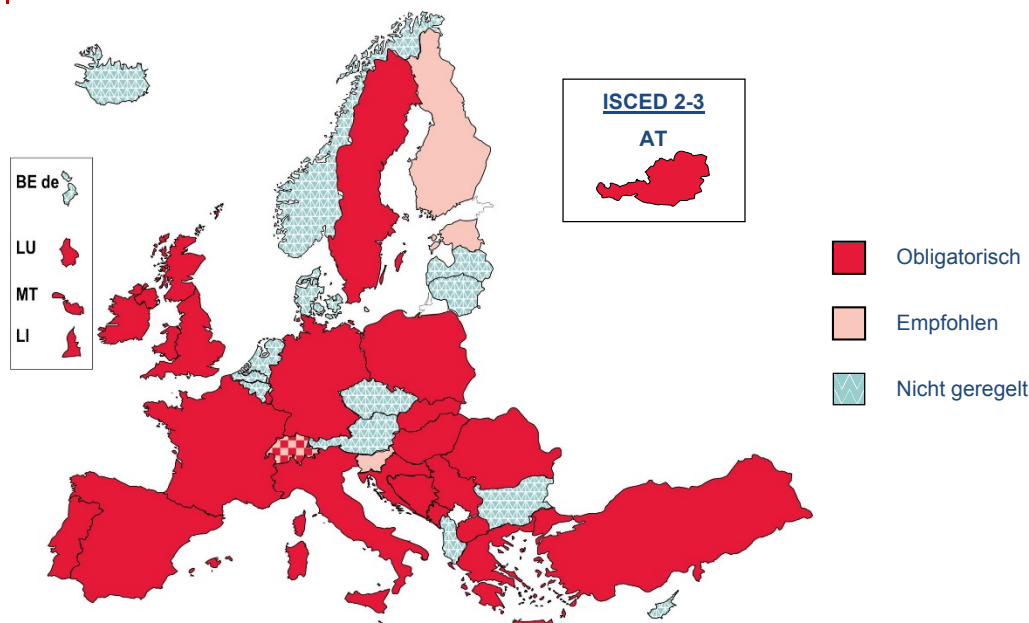 ISCED 2-3
AT
BE de
LU
MT
LI
Obligatorisch
Empfohlen
Nicht geregelt